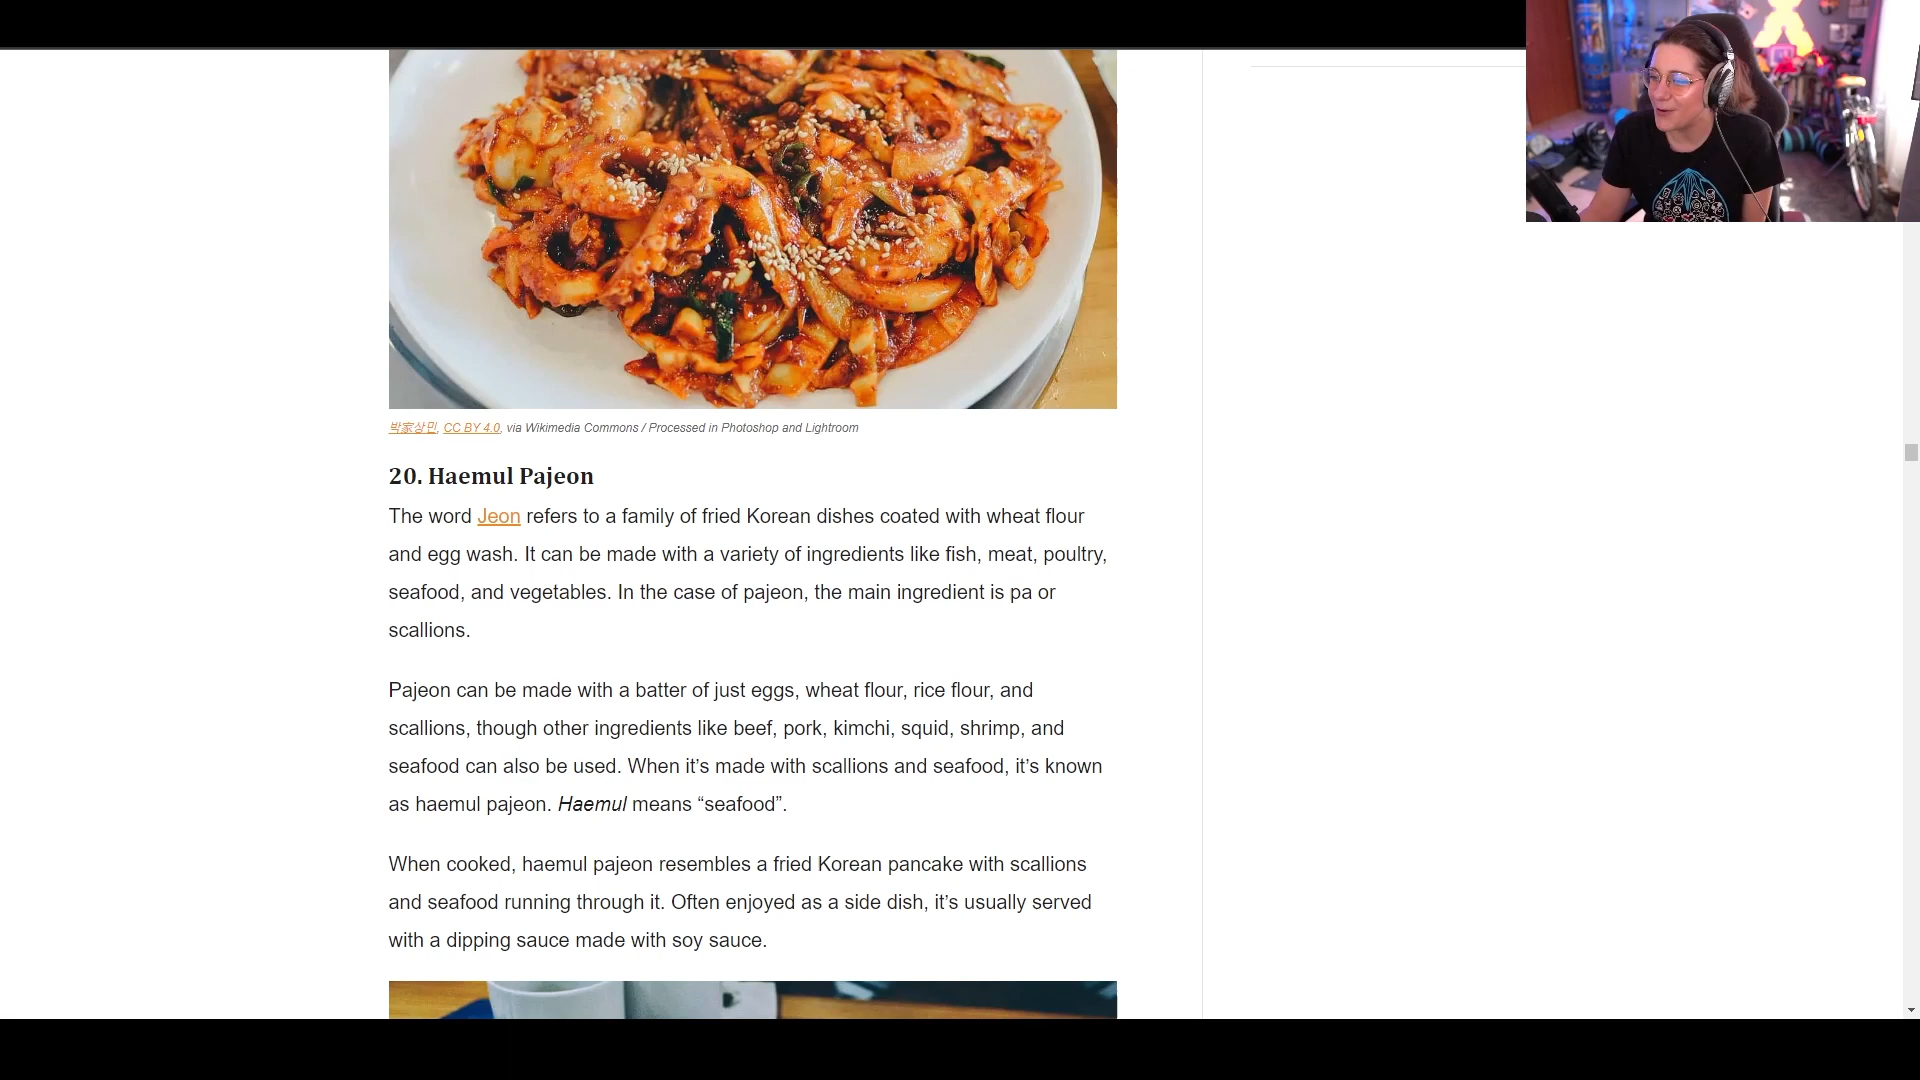 박家상민, CC BY 4.0, via Wikimedia Commons / Processed in Photoshop and Lightroom
20. Haemul Pajeon
The word Jeon refers to a family of fried Korean dishes coated with wheat flour
and egg wash. It can be made with a variety of ingredients like fish, meat, poultry,
seafood, and vegetables. In the case of pajeon, the main ingredient is pa or
scallions.
Pajeon can be made with a batter of just eggs, wheat flour, rice flour, and
scallions, though other ingredients like beef, pork, kimchi, squid, shrimp, and
seafood can also be used. When it’s made with scallions and seafood, it’s known
as haemul pajeon. Haemul means “seafood”.
When cooked, haemul pajeon resembles a fried Korean pancake with scallions
and seafood running through it. Often enjoyed as a side dish, it’s usually served
with a dipping sauce made with soy sauce.